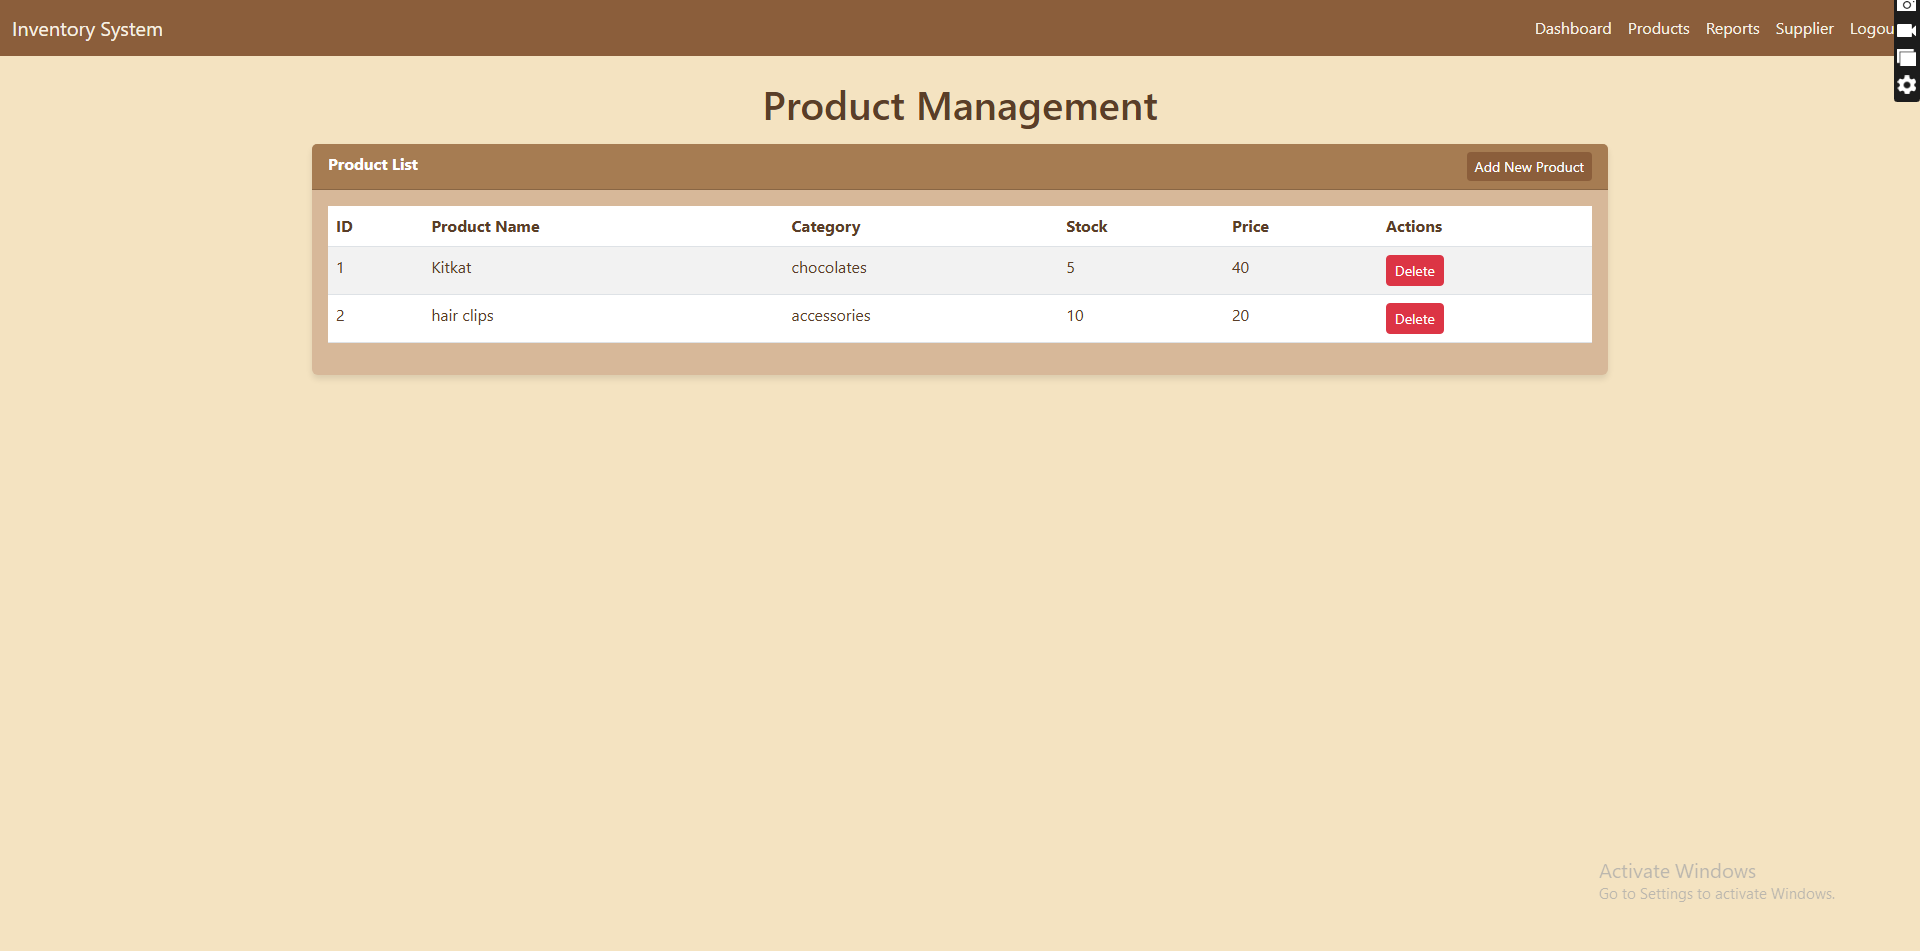 Inventory System
Dashboard Products Reports Supplier Logou
Product Management
Product List
Add New Product
ID Product Name Category Stock Price Actions
1 Kitkat chocolates 5 40 Delete
2 hair clips accessories 10 20 Delete
Activate Windows
Go to Settings to activate Windows.